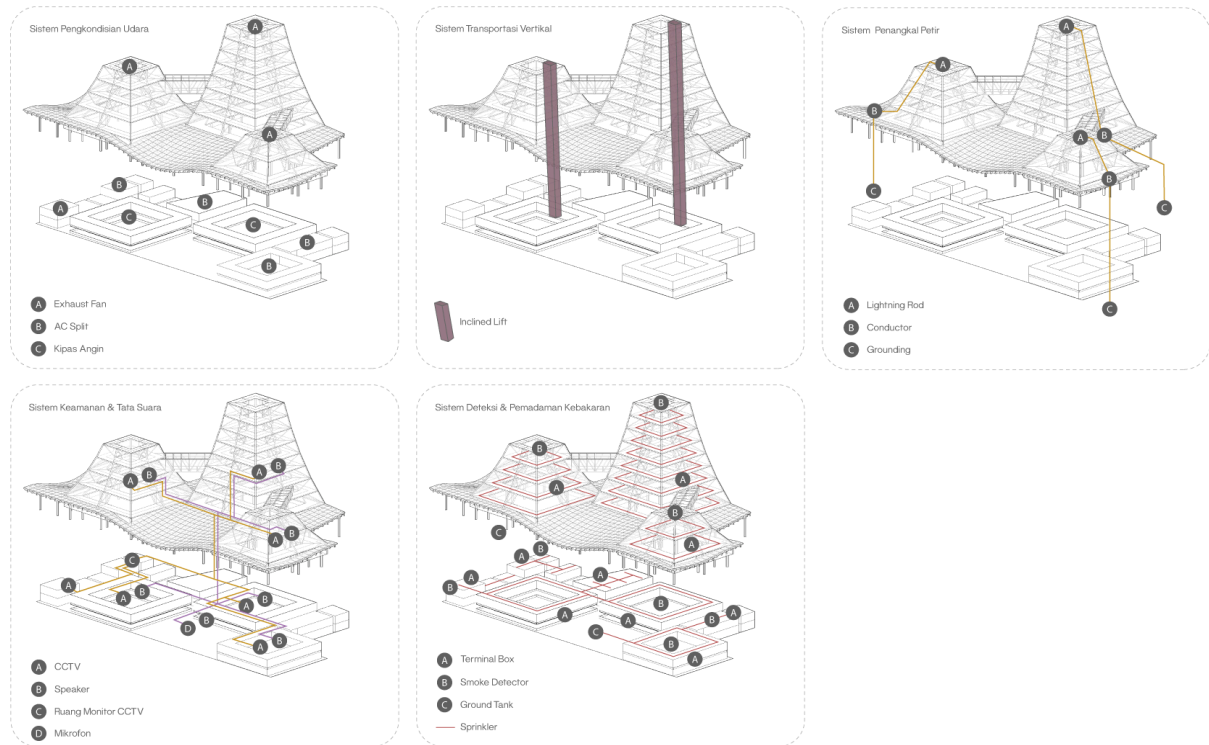 Sistem Pengkondisian Udara
A
A
A
B
A
B
C
C
B
B
A Exhaust Fan
B AC Split
C Kipas Angin
Sistem Transportasi Vertikal
Inclined Lift
Sistem Penangkal Petir
A
A
B
A
B
B
C
C
C
A Lightning Rod
B Conductor
C Grounding
Sistem Keamanan & Tata Suara
A
B
A
B
A
B
C
A
A
B
A
B
B
D
A
B
A CCTV
B Speaker
C Ruang Monitor CCTV
D Mikrofon
Sistem Deteksi & Pemadaman Kebakaran
B
B
A
A
B
C
A
A
B
A
A
B
B
A
A
A
B
C
B
A
A Terminal Box
B Smoke Detector
C Ground Tank
Sprinkler